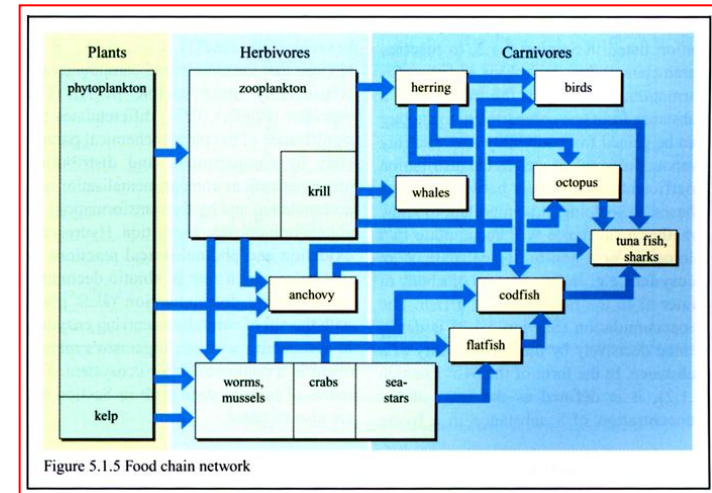 Plants
Herbivores
Carnivores
phytoplankton
zooplankton
herring
birds
krill
whales
octopus
tuna fish,
sharks
anchovy
codfish
flatfish
worms,
mussels
crabs
sea-
stars
kelp
Figure 5.1.5 Food chain network